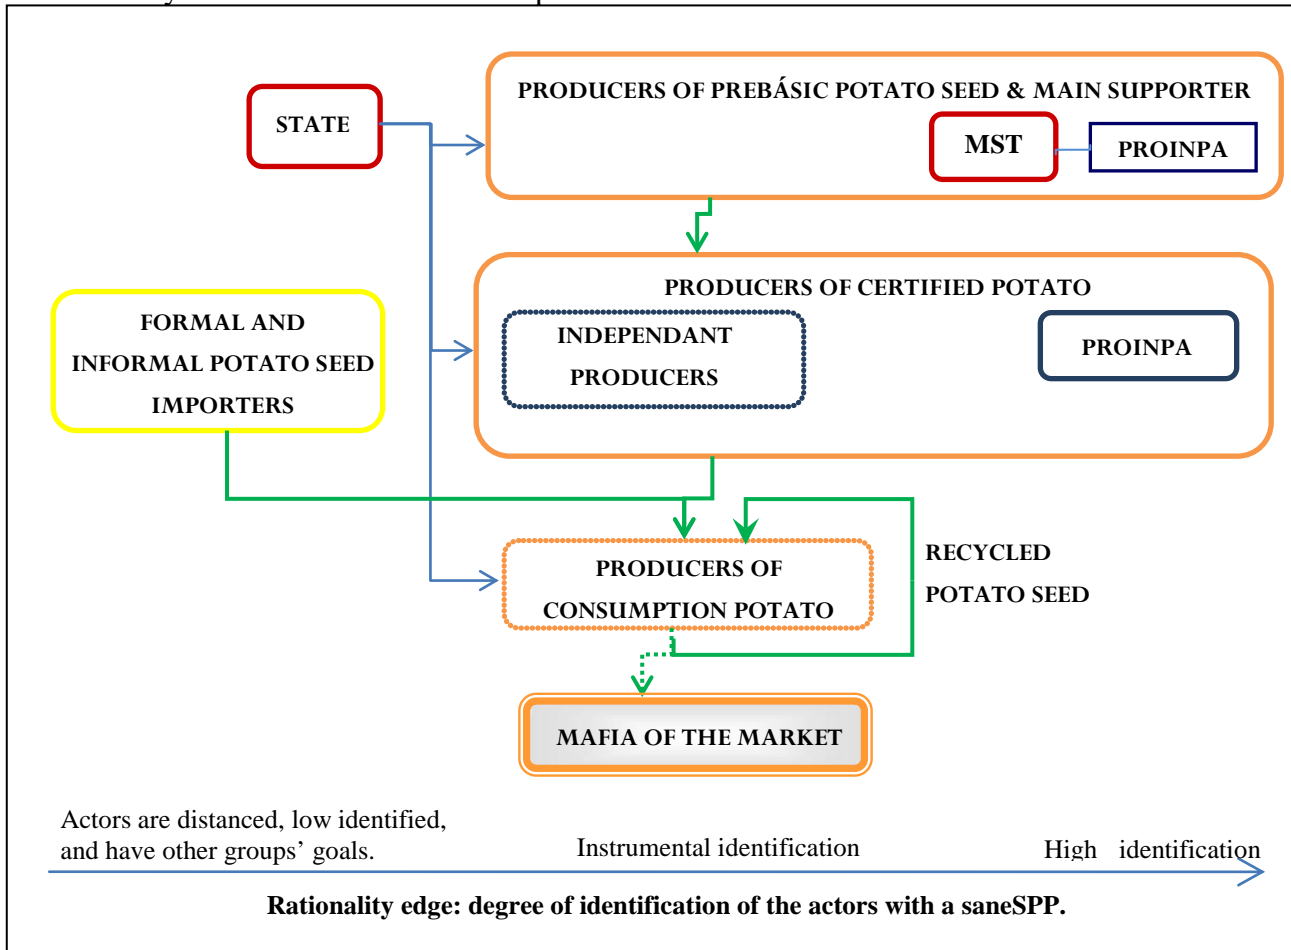 PRODUCERS OF PREBÁSIC POTATO SEED & MAIN SUPPORTER
STATE
MST
PROINPA
PRODUCERS OF CERTIFIED POTATO
FORMAL AND
INFORMAL POTATO SEED
IMPORTERS
INDEPENDANT
PRODUCERS
PROINPA
RECYCLED
POTATO SEED
PRODUCERS OF
CONSUMPTION POTATO
MAFIA OF THE MARKET
Actors are distanced, low identified,
and have other groups' goals.
Instrumental identification
High identification
Rationality edge: degree of identification of the actors with a saneSPP.